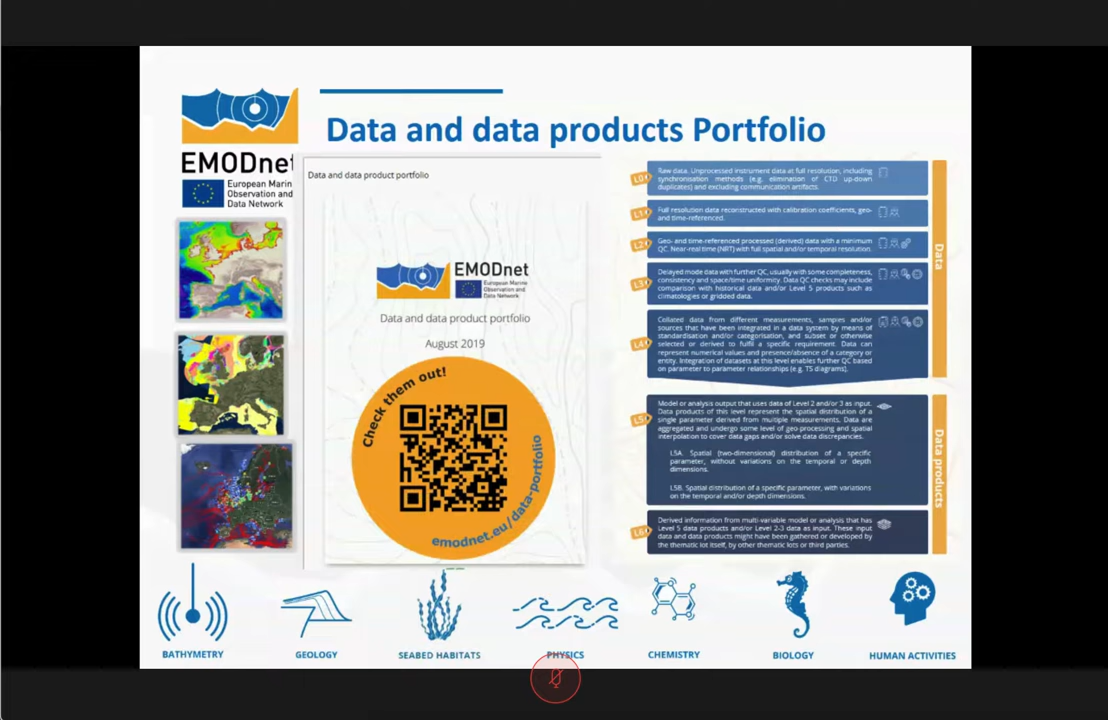 Data and data products Portfolio
EMODnet
European Marin
Observation and
Data Network
Data and data product portfolio
EMODnet
European Marine
Observation and
Data Network
Data and data product portfolio
August 2019
Check them out!
emodnet.eu/data-portfolio
L0
Raw data. Unprocessed instrument data at full resolution, including
synchronisation methods (e.g. elimination of CTD up-down
duplicates) and excluding communication artifacts.
L1
Full resolution data reconstructed with calibration coefficients, geo-
and time-referenced.
L2
Geo- and time-referenced processed (derived) data with a minimum
QC. Near-real time (NRT) with full spatial and/or temporal resolution.
L3
Delayed mode data with further QC, usually with some completeness,
consistency and space/time uniformity. Data QC checks may include
comparison with historical data and/or Level 5 products such as
climatologies or gridded data.
L4
Collated data from different measurements, samples and/or
sources that have been integrated in a data system by means of
standardisation and/or categorisation, and subset or otherwise
selected or derived to fulfil a specific requirement. Data can
represent numerical values and presence/absence of a category or
entity. Integration of datasets at this level enables further QC based
on parameter to parameter relationships (e.g. TS diagrams).
Data
L5
Model or analysis output that uses data of Level 2 and/or 3 as input.
Data products of this level represent the spatial distribution of a
single parameter derived from multiple measurements. Data are
aggregated and undergo some level of geo-processing and spatial
interpolation to cover data gaps and/or solve data discrepancies.
L5A. Spatial (two-dimensional) distribution of a specific
parameter, without variations on the temporal or depth
dimensions.
L5B. Spatial distribution of a specific parameter, with variations
on the temporal and/or depth dimensions.
L6
Derived information from multi-variable model or analysis that has
Level 5 data products and/or Level 2-3 data as input. These input
data and data products might have been gathered or developed by
the thematic lot itself, by other thematic lots or third parties.
Data products
BATHYMETRY
GEOLOGY
SEABED HABITATS
PHYSICS
CHEMISTRY
BIOLOGY
HUMAN ACTIVITIES